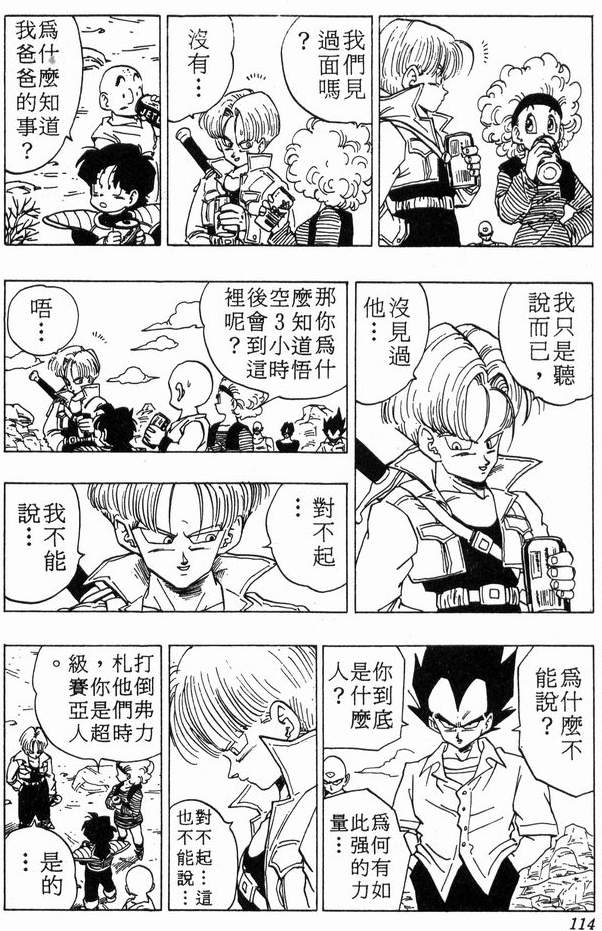 我們見
過面嗎
?
沒有…
爲什麼知道
我爸爸的事?
JET
我只是聽
說而已,
沒見過
他…
那你爲什
麼知道悟
空3小時
後會到這
裡呢?
唔…
對不起
…
我不能
說…
爲什麼不
能說?
你到底
是什麼
人?
爲何有如
此强的力
量…
對不起…這
也不能說…
打倒弗力
札他們時
,你是超
級賽亞人
。
是的
…
114